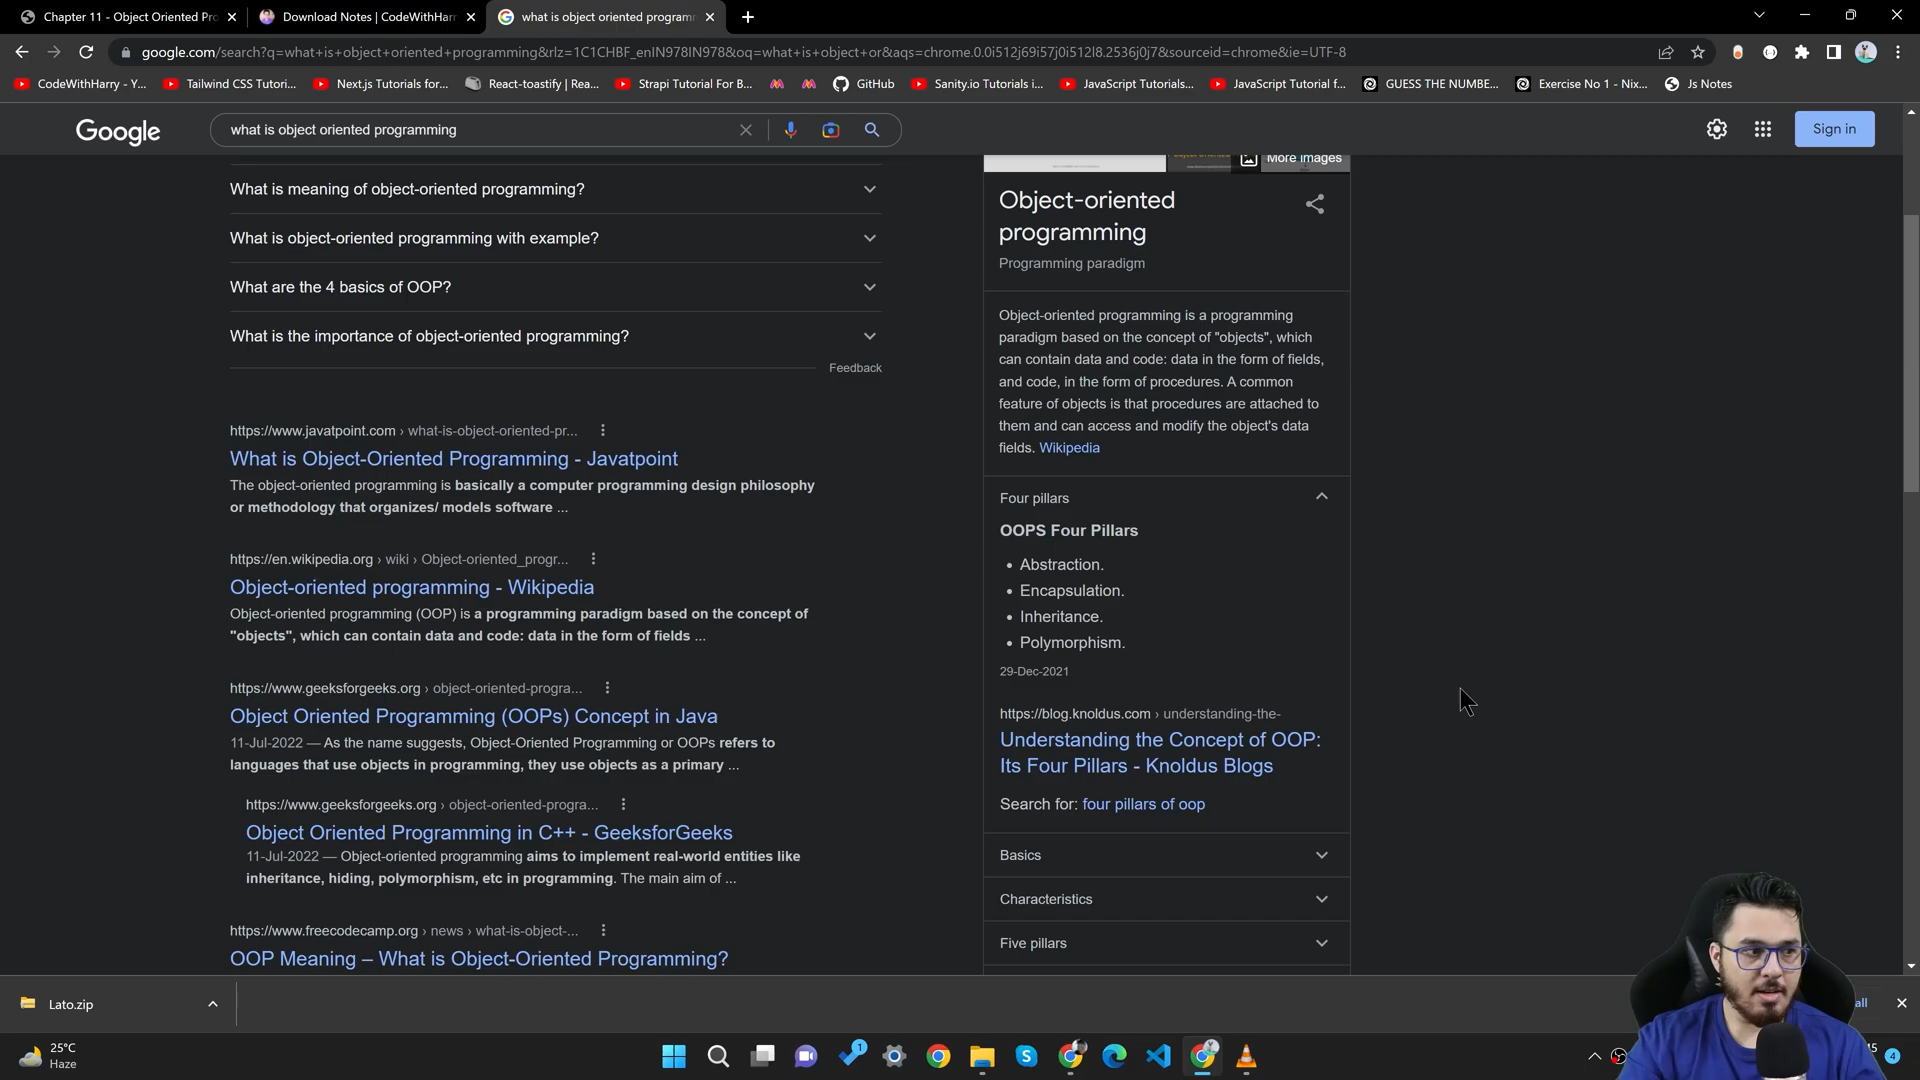 Chapter 11 - Object Oriented Pro
Download Notes | CodeWithHarr
what is object oriented program
google.com/search?q=what+is+object+oriented+programming&rlz=1C1CHBF_enIN978IN978&oq=what+is+object+or&aqs=chrome.0.0i512j69i57j0i512l8.2536j0j7&sourceid=chrome&ie=UTF-8
CodeWithHarry - Y...
Tailwind CSS Tutori...
Next.js Tutorials for...
React-toastify | Rea...
Strapi Tutorial For B...
GitHub
Sanity.io Tutorials i...
JavaScript Tutorials...
JavaScript Tutorial f...
GUESS THE NUMBE...
Exercise No 1 - Nix...
Js Notes
Google
what is object oriented programming
Sign in
What is meaning of object-oriented programming?
What is object-oriented programming with example?
What are the 4 basics of OOP?
What is the importance of object-oriented programming?
Feedback
https://www.javatpoint.com › what-is-object-oriented-pr...
What is Object-Oriented Programming - Javatpoint
The object-oriented programming is basically a computer programming design philosophy
or methodology that organizes/ models software ...
https://en.wikipedia.org › wiki › Object-oriented_progr...
Object-oriented programming - Wikipedia
Object-oriented programming (OOP) is a programming paradigm based on the concept of
"objects", which can contain data and code: data in the form of fields ...
https://www.geeksforgeeks.org › object-oriented-progra...
Object Oriented Programming (OOPs) Concept in Java
11-Jul-2022 — As the name suggests, Object-Oriented Programming or OOPs refers to
languages that use objects in programming, they use objects as a primary ...
https://www.geeksforgeeks.org › object-oriented-progra...
Object Oriented Programming in C++ - GeeksforGeeks
11-Jul-2022 — Object-oriented programming aims to implement real-world entities like
inheritance, hiding, polymorphism, etc in programming. The main aim of ...
https://www.freecodecamp.org › news › what-is-object-...
OOP Meaning – What is Object-Oriented Programming?
More images
Object-oriented
programming
Programming paradigm
Object-oriented programming is a programming
paradigm based on the concept of "objects", which
can contain data and code: data in the form of fields,
and code, in the form of procedures. A common
feature of objects is that procedures are attached to
them and can access and modify the object's data
fields. Wikipedia
Four pillars
OOPS Four Pillars
• Abstraction.
• Encapsulation.
• Inheritance.
• Polymorphism.
29-Dec-2021
https://blog.knoldus.com › understanding-the-
Understanding the Concept of OOP:
Its Four Pillars - Knoldus Blogs
Search for: four pillars of oop
Basics
Characteristics
Five pillars
Lato.zip
all
25°C
Haze
1
4